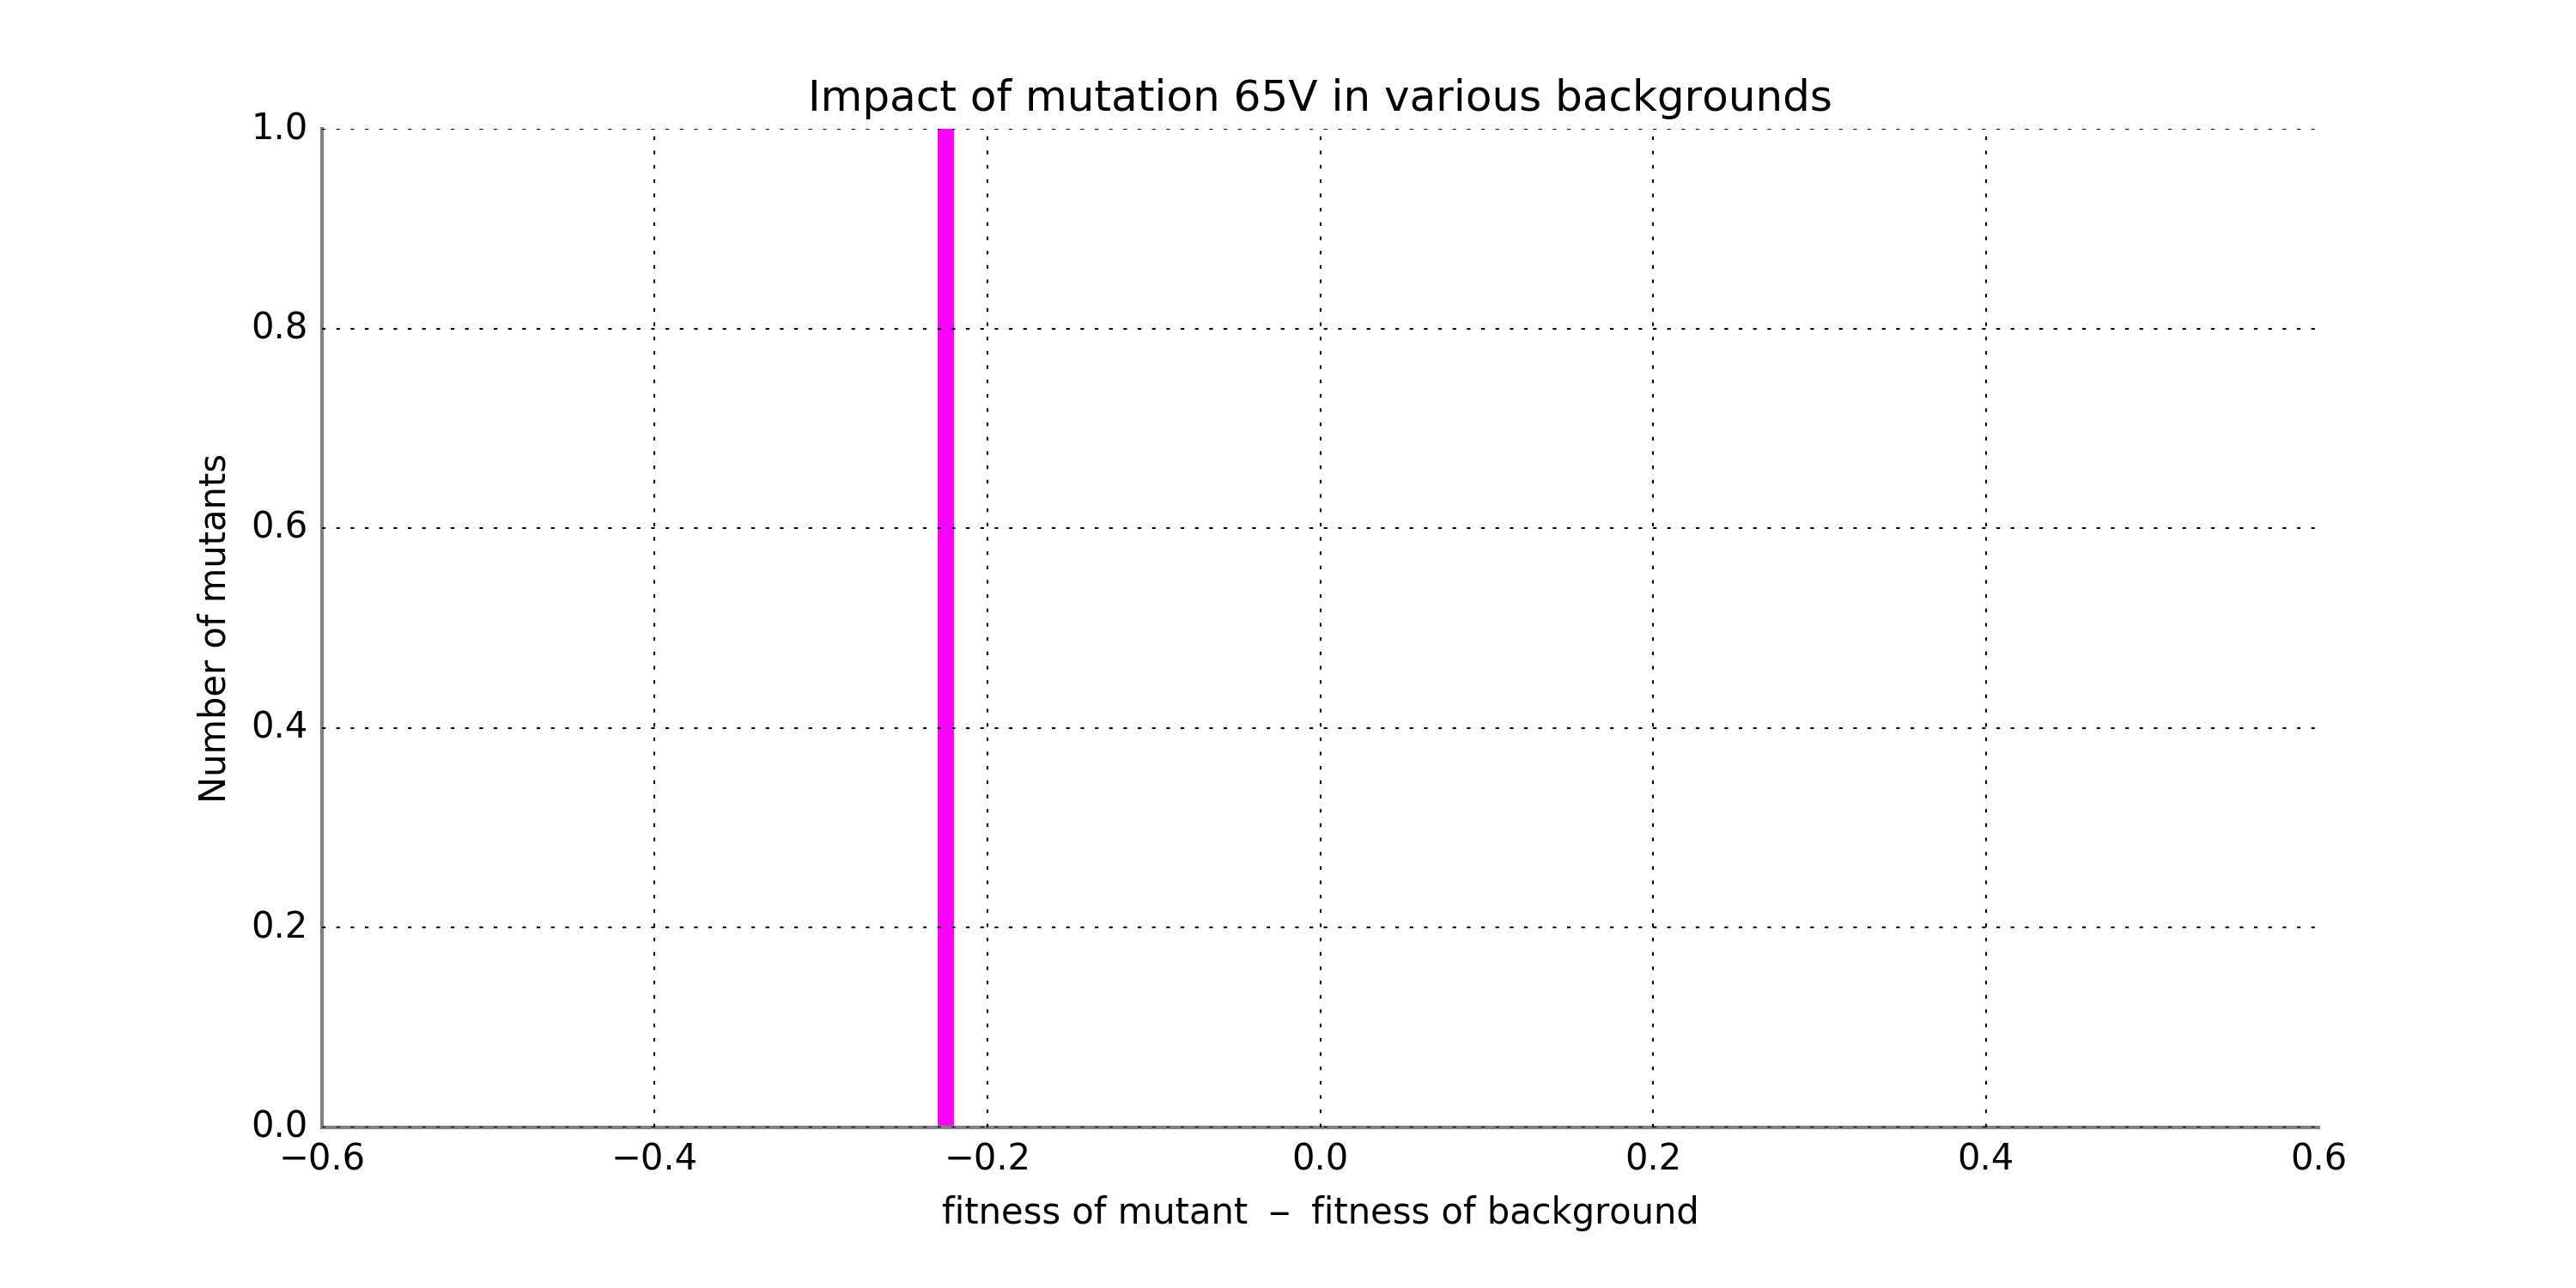 Impact of mutation 65V in various backgrounds
1.0
0.8
0.6
0.4
0.2
0.0
Number of mutants
−0.6 −0.4 −0.2 0.0 0.2 0.4 0.6
fitness of mutant − fitness of background